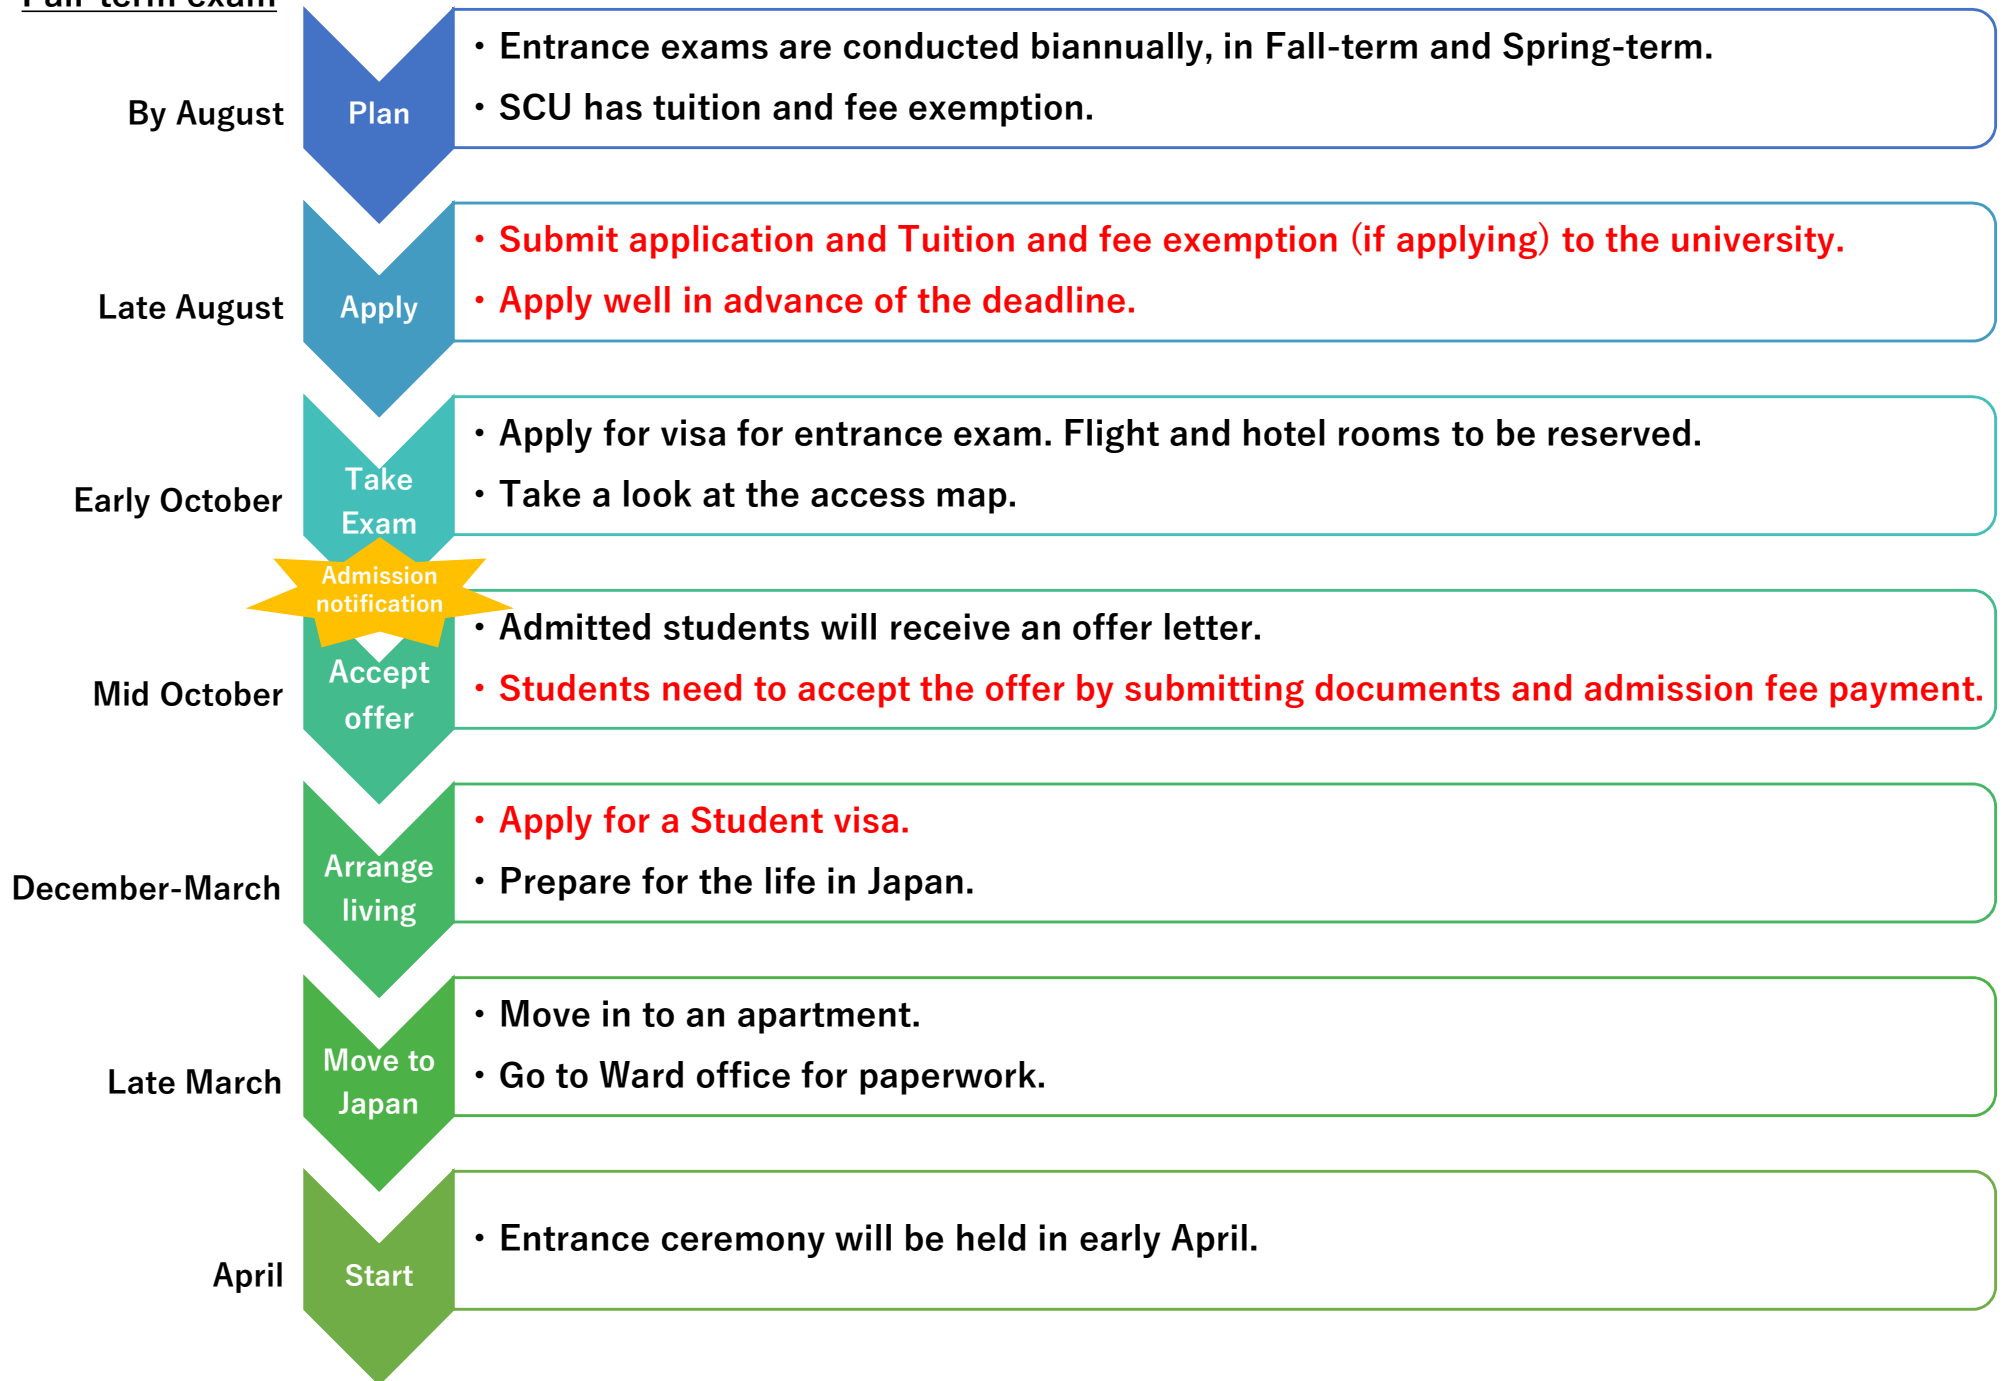 Fall-term exam
By August
Plan
・Entrance exams are conducted biannually, in Fall-term and Spring-term.
・SCU has tuition and fee exemption.
Late August
Apply
・Submit application and Tuition and fee exemption (if applying) to the university.
・Apply well in advance of the deadline.
Early October
Take
Exam
・Apply for visa for entrance exam. Flight and hotel rooms to be reserved.
・Take a look at the access map.
Admission
notification
Mid October
Accept
offer
・Admitted students will receive an offer letter.
・Students need to accept the offer by submitting documents and admission fee payment.
December-March
Arrange
living
・Apply for a Student visa.
・Prepare for the life in Japan.
Late March
Move to
Japan
・Move in to an apartment.
・Go to Ward office for paperwork.
April
Start
・Entrance ceremony will be held in early April.